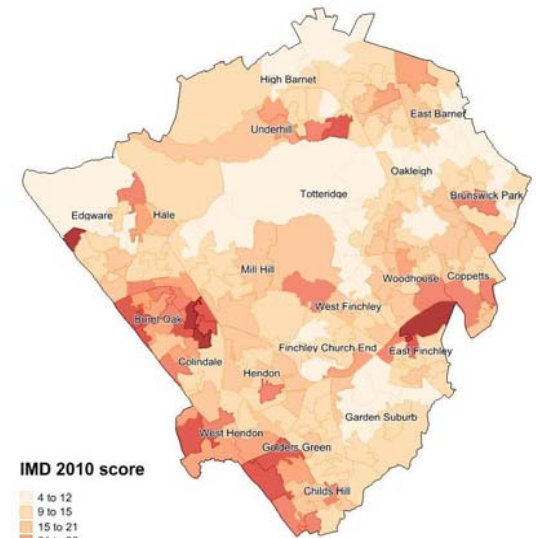 High Barnet
East Barnet
Underhill
Oakleigh
Totteridge
Brunswick Park
Edgware
Hale
Mill Hill
Woodhouse
Coppetts
West Finchley
Burnt Oak
Finchley Church End
East Finchley
Colindale
Hendon
Garden Suburb
West Hendon
Golders Green
Childs Hill
IMD 2010 score
4 to 12
9 to 15
15 to 21